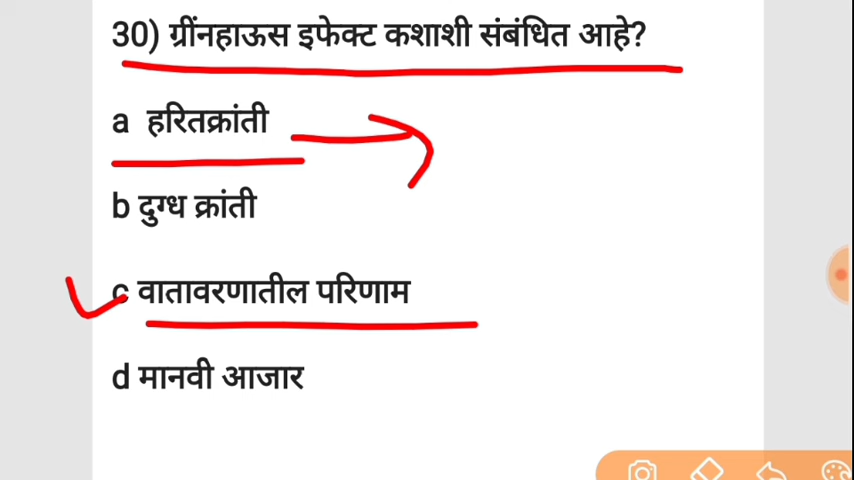 30) ग्रींनहाऊस इफेक्ट कशाशी संबंधित आहे?
a हरितक्रांती
b दुग्ध क्रांती
c वातावरणातील परिणाम
d मानवी आजार